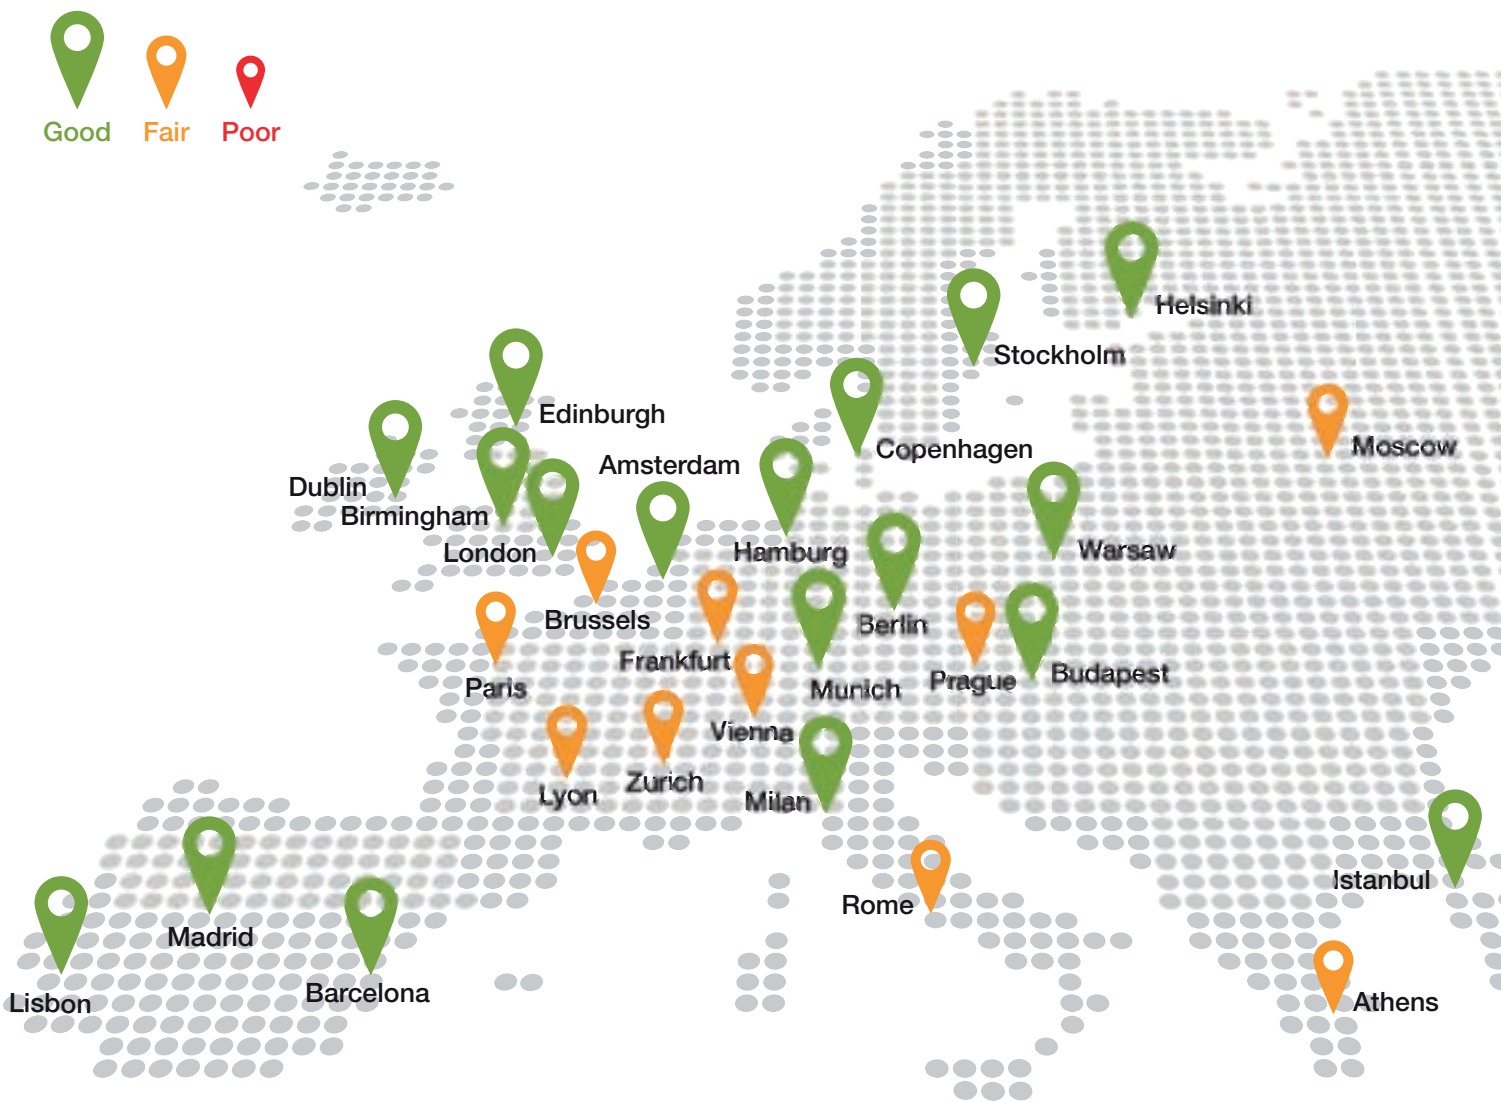 Good Fair Poor
Helsinki
Stockholm
Edinburgh
Moscow
Copenhagen
Amsterdam
Dublin
Birmingham
London
Hamburg
Warsaw
Brussels
Berlin
Frankfurt
Budapest
Prague
Paris
Munich
Vienna
Zurich
Lyon
Milan
Istanbul
Rome
Madrid
Barcelona
Athens
Lisbon